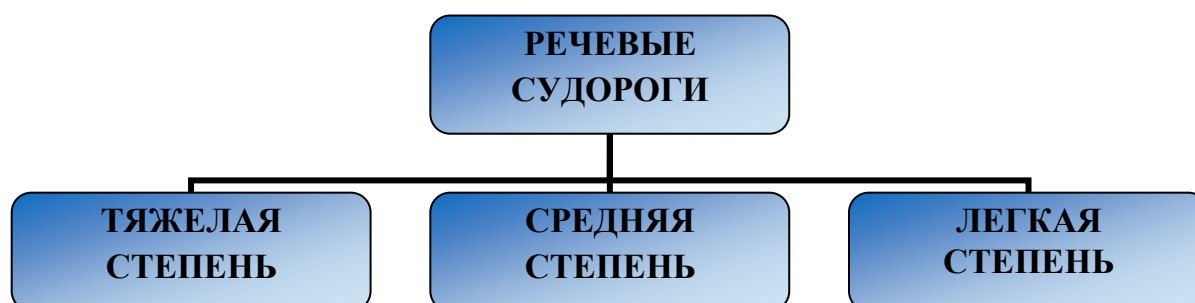 РЕЧЕВЫЕ
СУДОРОГИ
ТЯЖЕЛАЯ
СТЕПЕНЬ
СРЕДНЯЯ
СТЕПЕНЬ
ЛЕГКАЯ
СТЕПЕНЬ